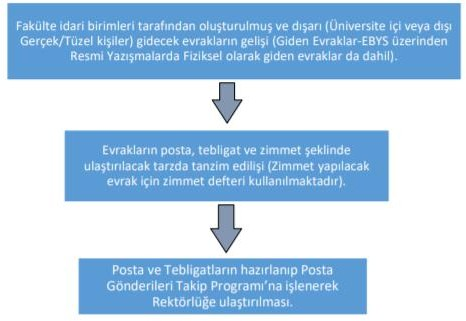 Fakülte idari birimleri tarafından oluşturulmuş ve dışarı (Üniversite içi veya dışı
Gerçek/Tüzel kişiler) gidecek evrakların gelişi (Giden Evraklar-EBYS üzerinden
Resmi Yazışmalarda Fiziksel olarak giden evraklar da dahil).
Evrakların posta, tebligat ve zimmet şeklinde
ulaştırılacak tarzda tanzim edilişi (Zimmet yapılacak
evrak için zimmet defteri kullanılmaktadır).
Posta ve Tebligatların hazırlanıp Posta
Gönderileri Takip Programı'na işlenerek
Rektörlüğe ulaştırılması.